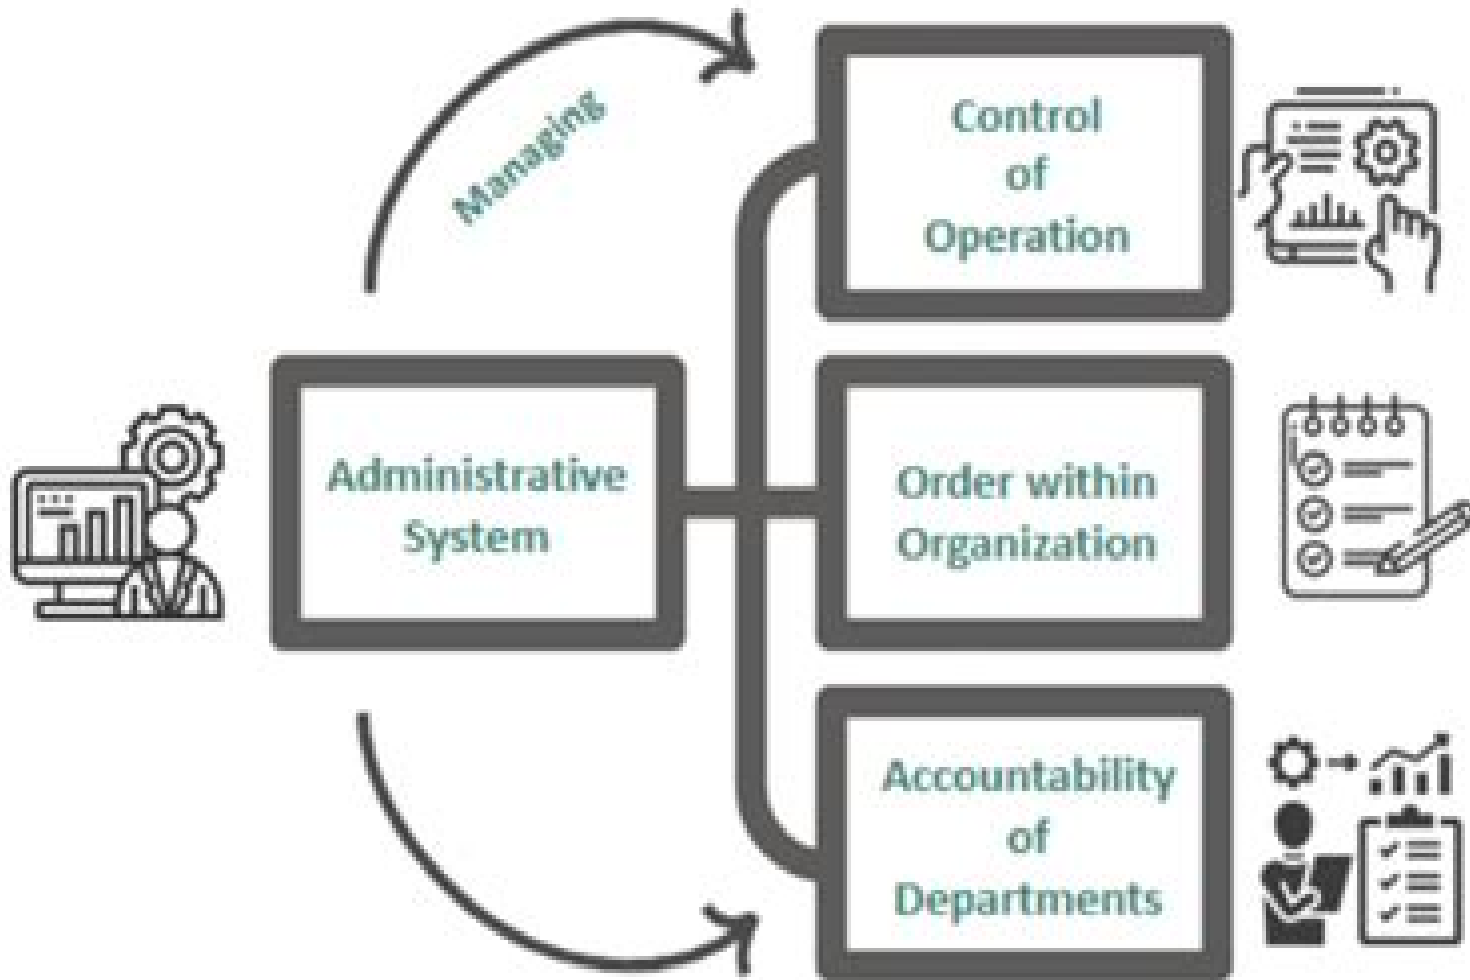 Managing
Control
of
Operation
Administrative
System
Order within
Organization
Accountability
of
Departments